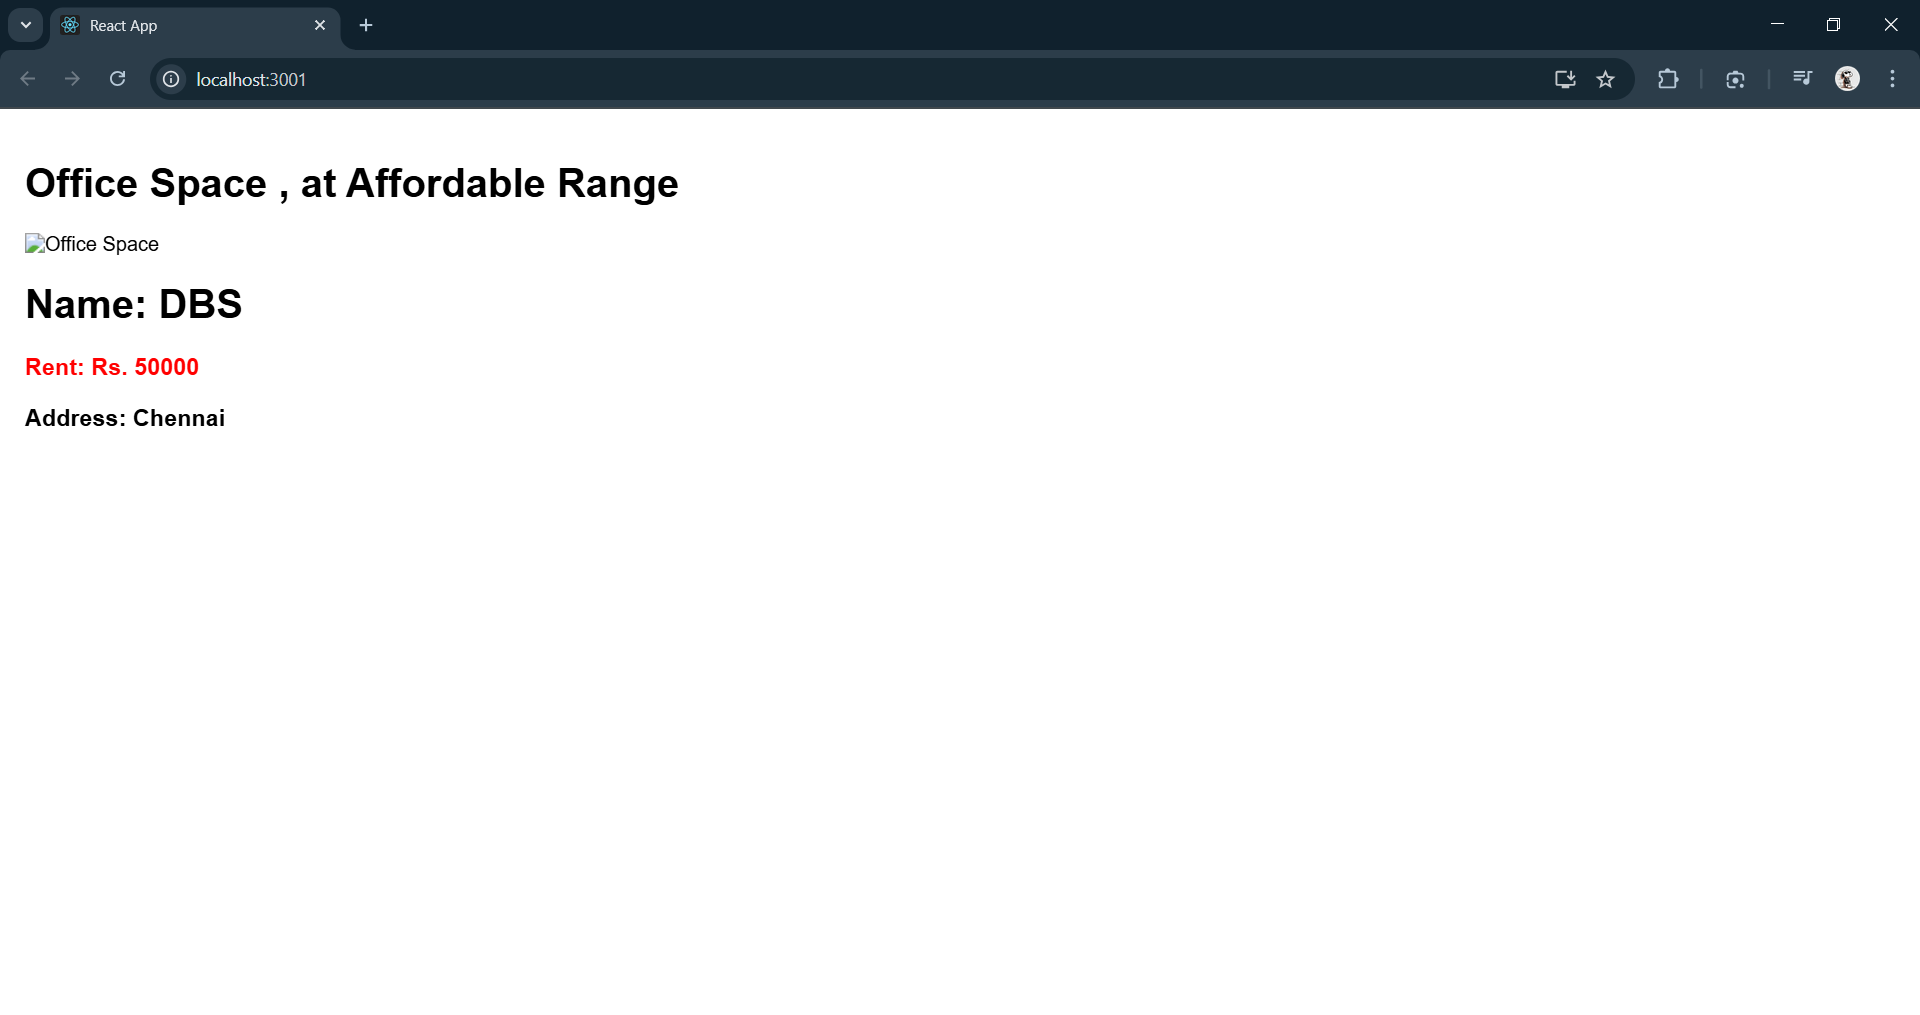 React App
localhost:3001
Office Space , at Affordable Range
Office Space
Name: DBS
Rent: Rs. 50000
Address: Chennai